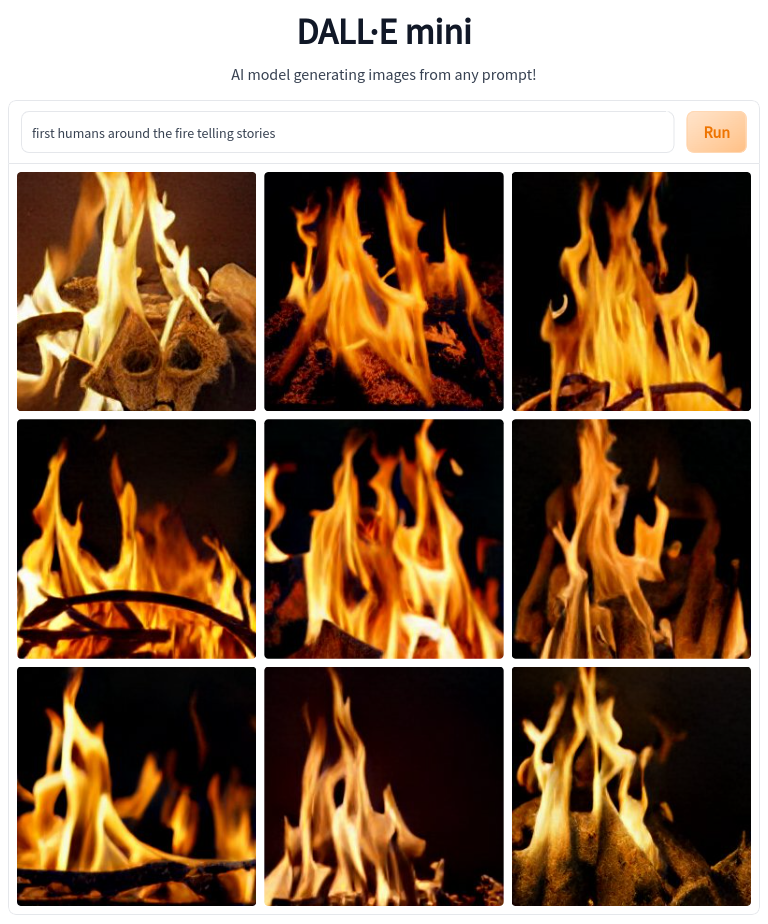 DALL·E mini
AI model generating images from any prompt!
first humans around the fire telling stories
Run